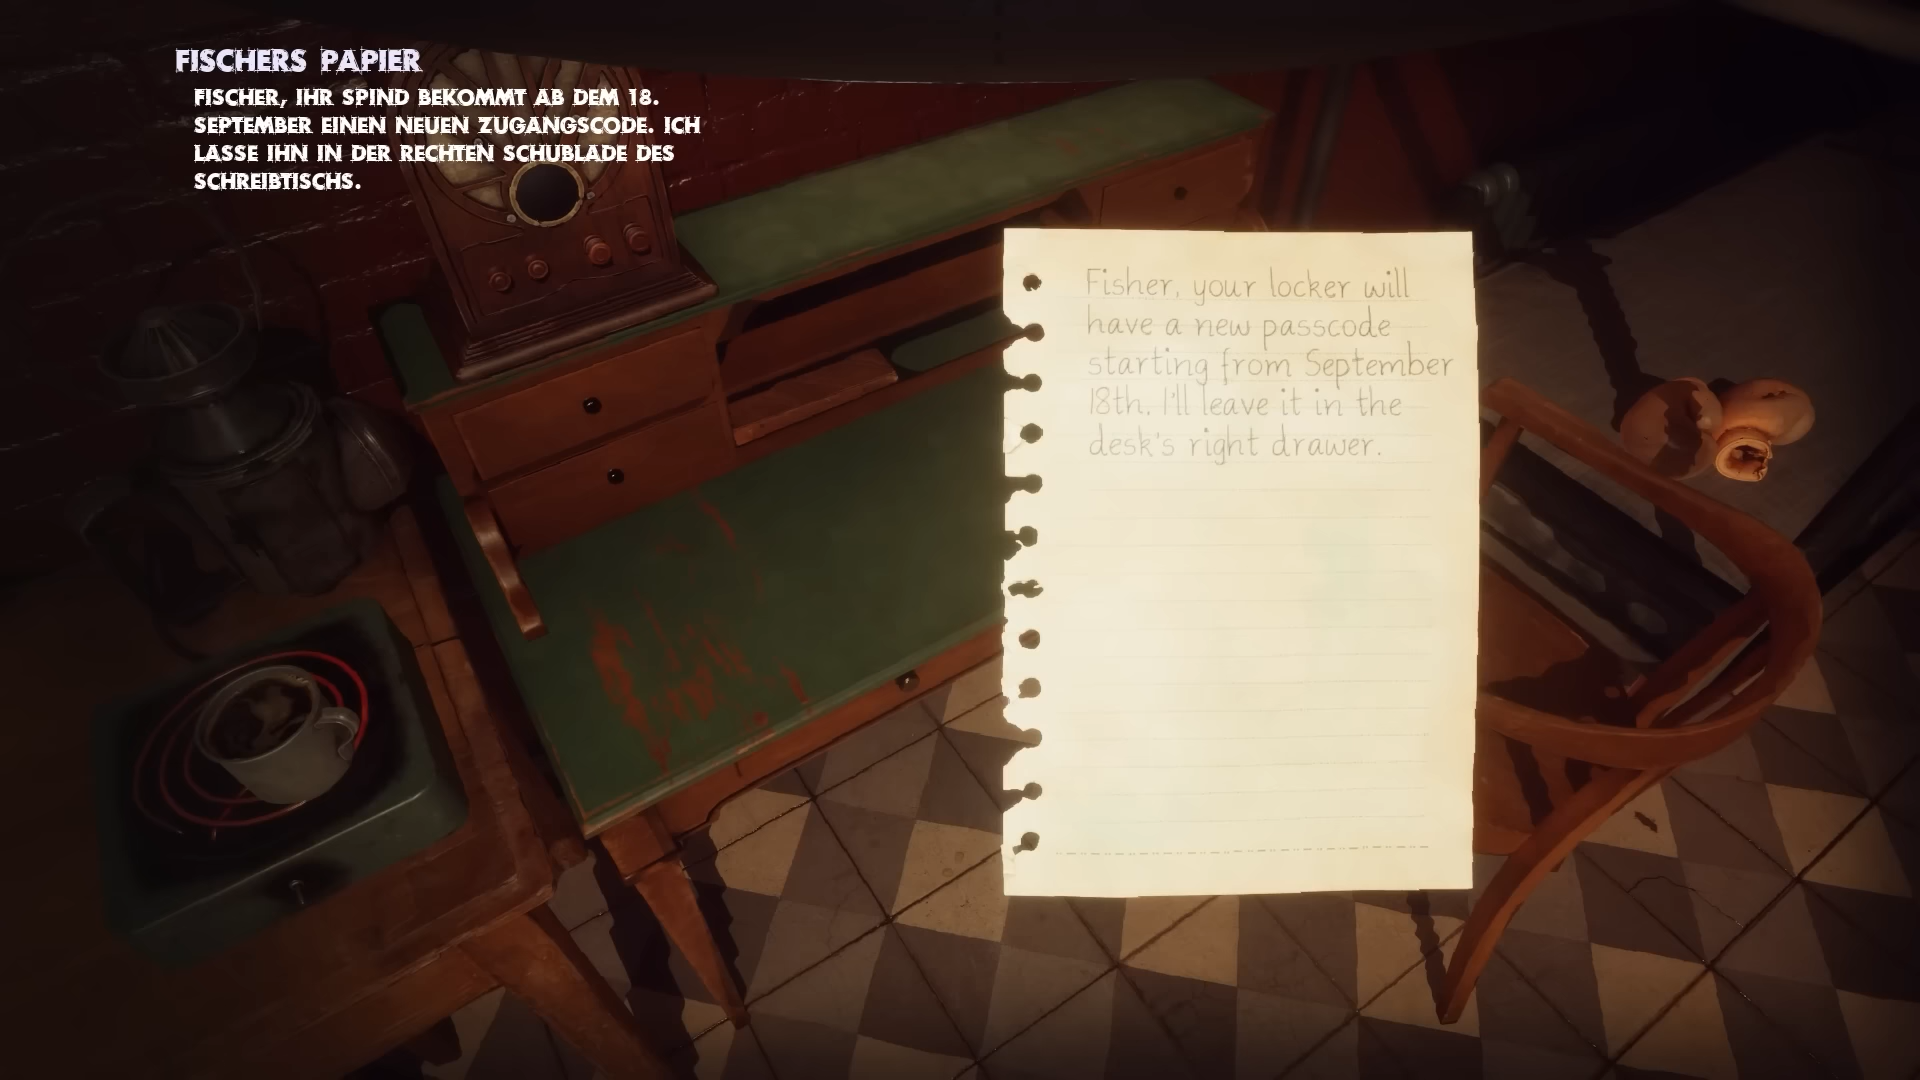 FISCHERS PAPIER
FISCHER, IHR SPIND BEKOMMT AB DEM 18.
SEPTEMBER EINEN NEUEN ZUGANGSCODE. ICH
LASSE IHN IN DER RECHTEN SCHUBLADE DES
SCHREIBTISCHS.
Fisher, your locker will
have a new passcode
starting from September
18th. I'll leave it in the
desk's right drawer.